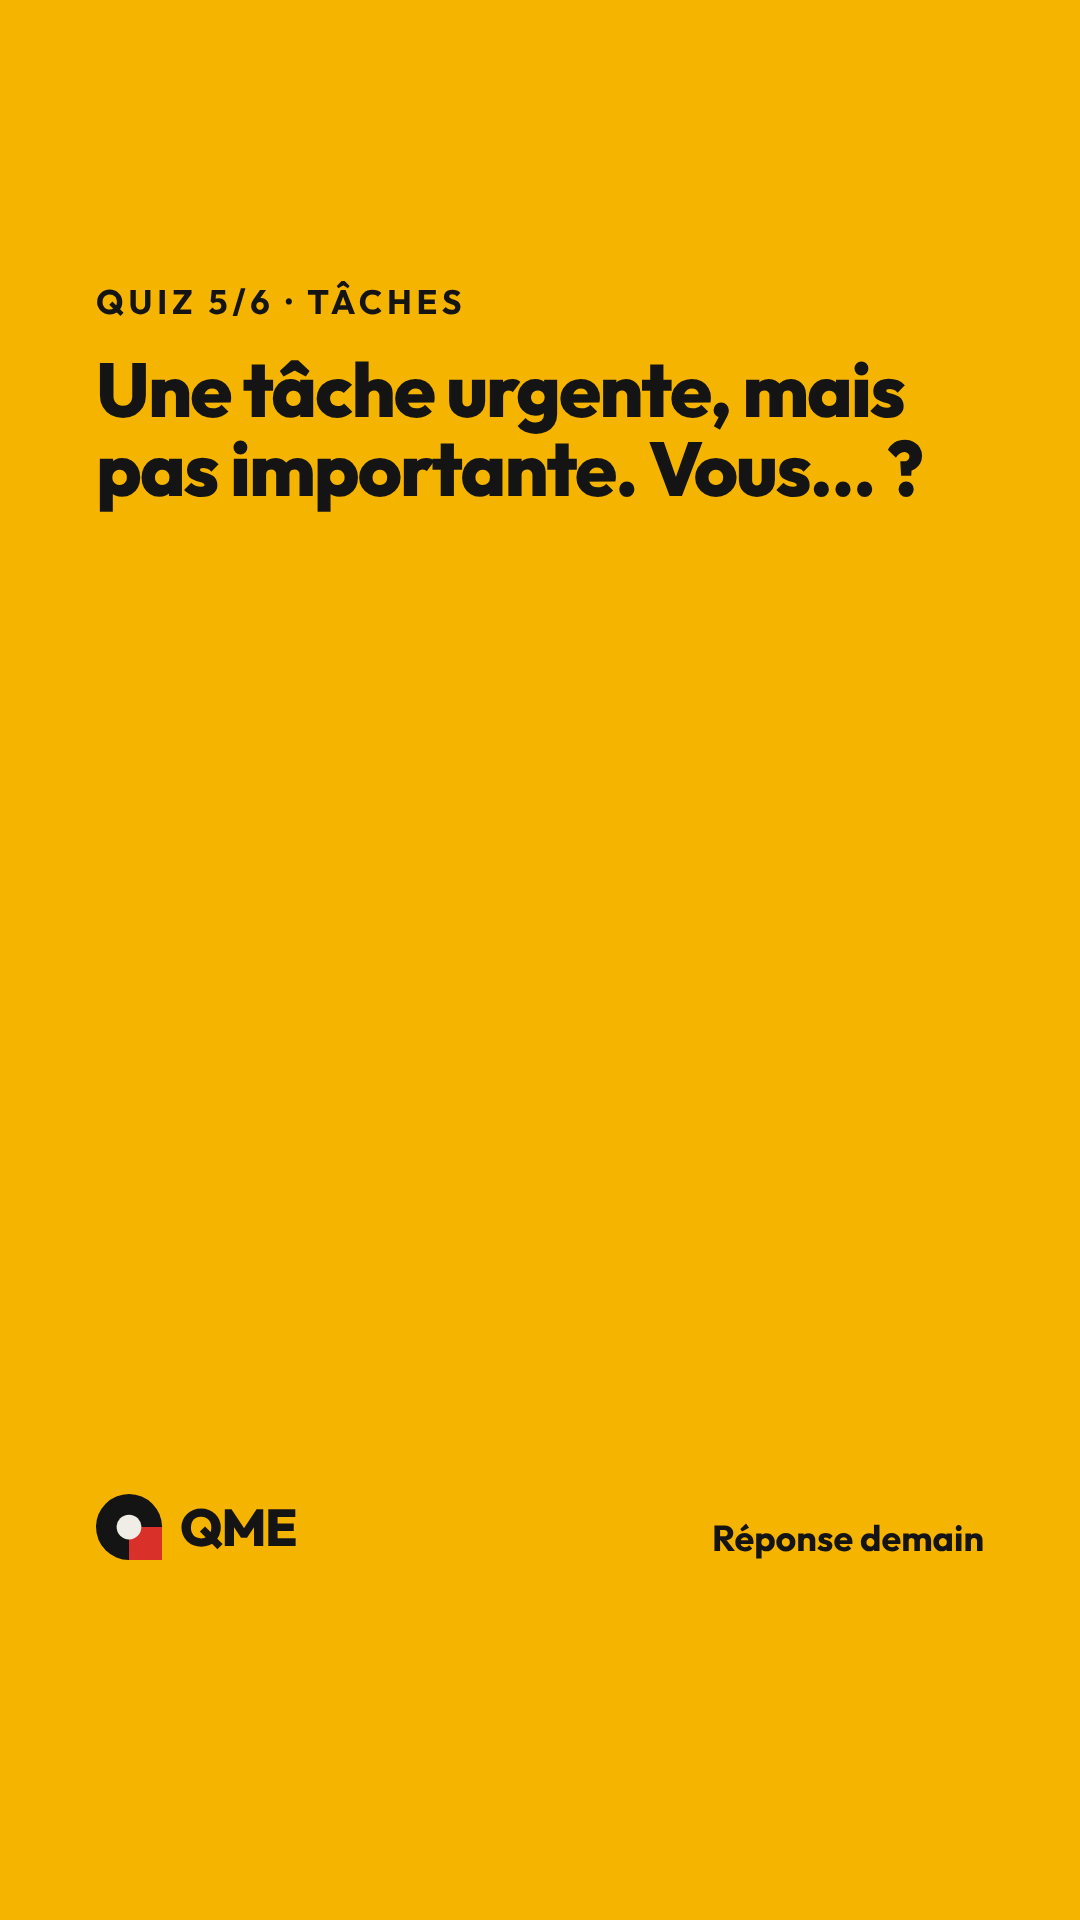 QUIZ 5/6 · TÂCHES
Une tâche urgente, mais
pas importante. Vous… ?
QME
Réponse demain